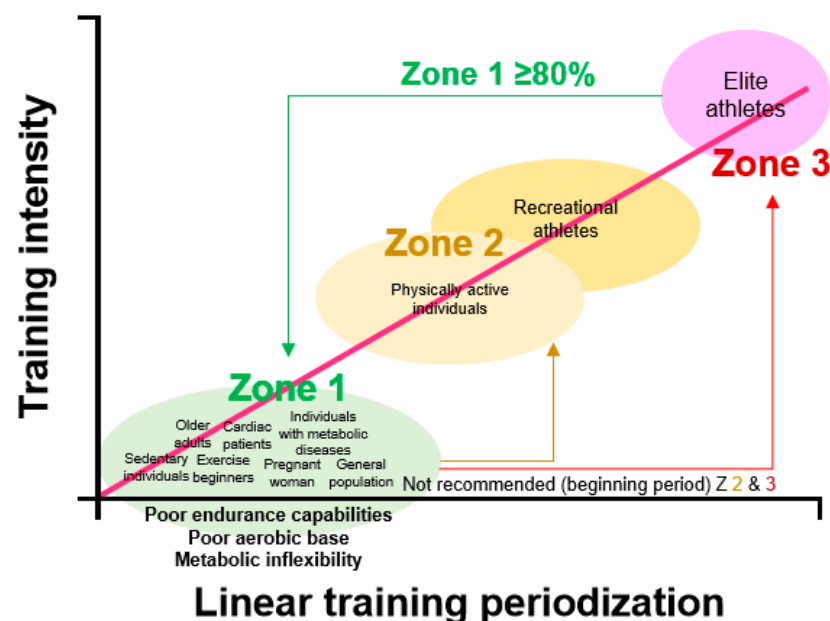 Training intensity
Zone 1 ≥80%
Elite
athletes
Zone 3
Recreational
athletes
Zone 2
Physically active
individuals
Zone 1
Older
adults
Cardiac
patients
Individuals
with metabolic
diseases
Sedentary
individuals
Exercise
beginners
Pregnant
woman
General
population
Not recommended (beginning period) Z 2 & 3
Poor endurance capabilities
Poor aerobic base
Metabolic inflexibility
Linear training periodization